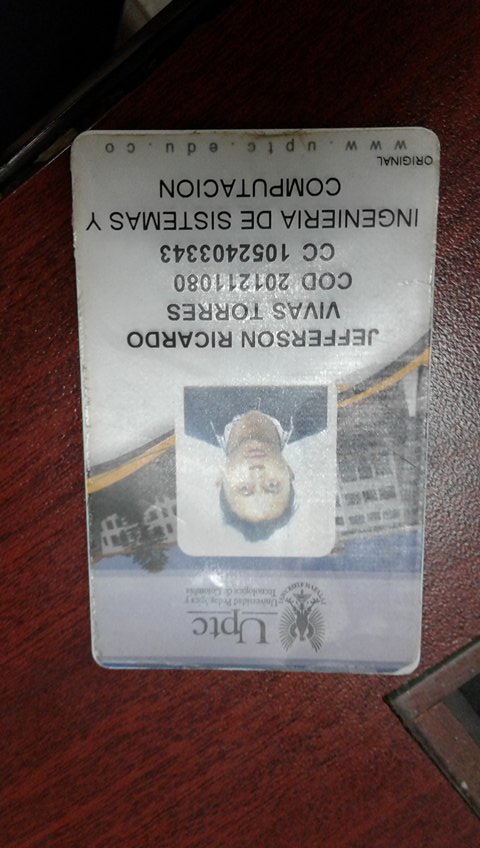 Uptc
Universidad Pedagógica y
Tecnológica de Colombia
JEFFERSON RICARDO
VIVAS TORRES
COD 201211080
CC 1052403343
INGENIERIA DE SISTEMAS Y
COMPUTACION
ORIGINAL
www.uptc.edu.co